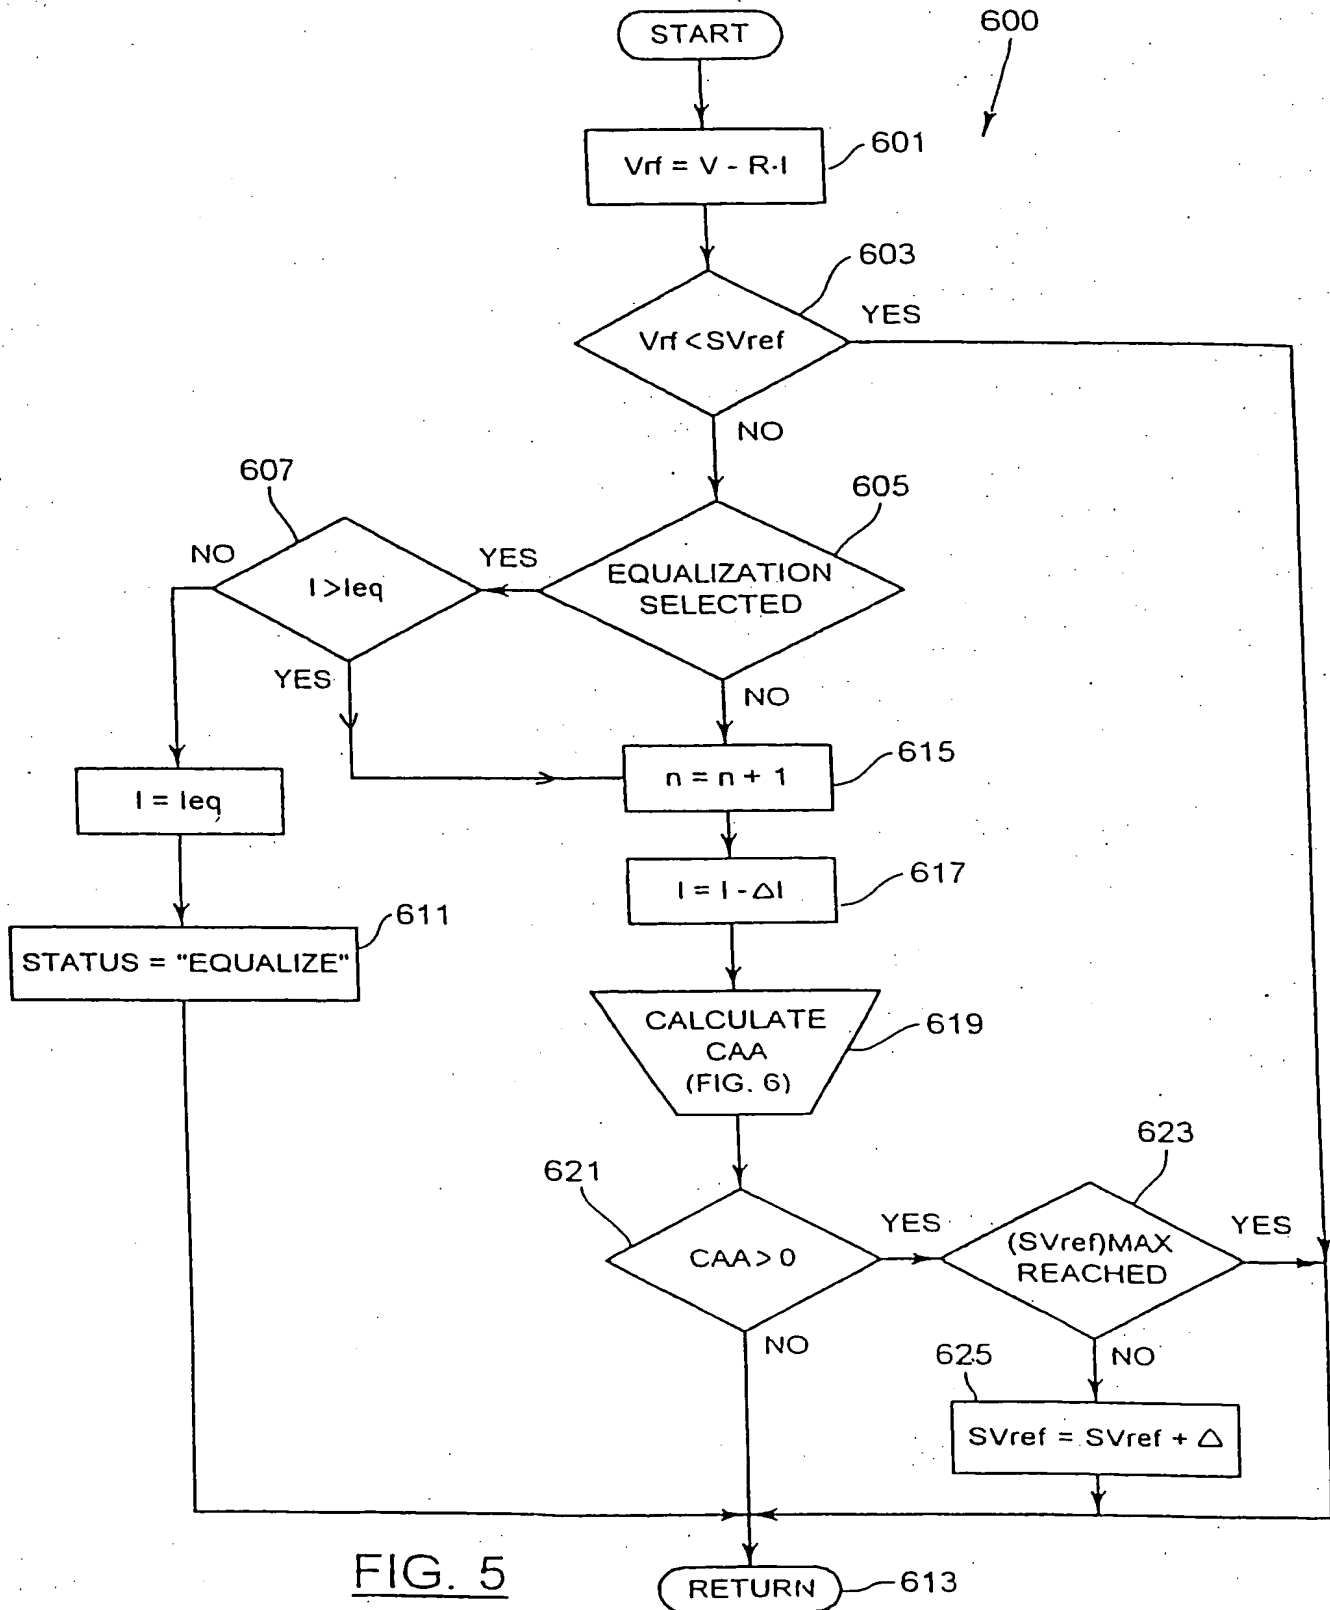 START
600
Vrf = V - R·I
601
603
Vrf < SVref
YES
NO
607
605
NO
I > Ieq
YES
EQUALIZATION
SELECTED
YES
NO
I = Ieq
n = n + 1
615
I = I - ΔI
617
STATUS = "EQUALIZE"
611
CALCULATE
CAA
(FIG. 6)
619
621
623
CAA > 0
YES
(SVref)MAX
REACHED
YES
NO
NO
625
SVref = SVref + Δ
FIG. 5
RETURN
613